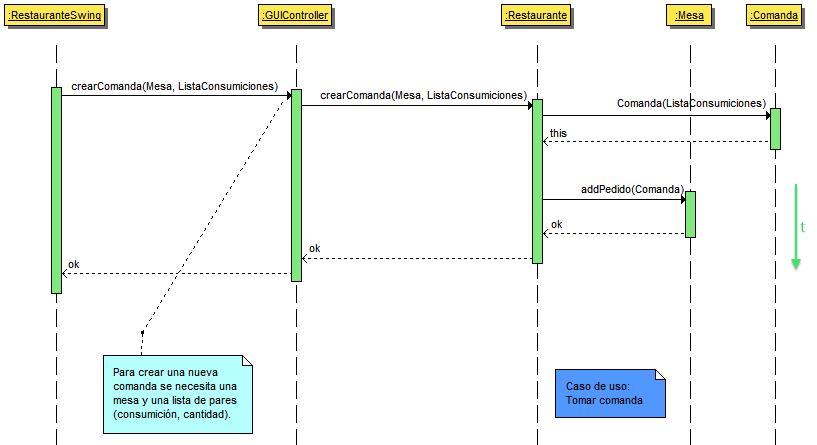 :RestauranteSwing
:GUIController
:Restaurante
:Mesa
:Comanda
crearComanda(Mesa, ListaConsumiciones)
crearComanda(Mesa, ListaConsumiciones)
Comanda(ListaConsumiciones)
this
addPedido(Comanda)
ok
ok
ok
t
Para crear una nueva
comanda se necesita una
mesa y una lista de pares
(consumición, cantidad).
Caso de uso:
Tomar comanda